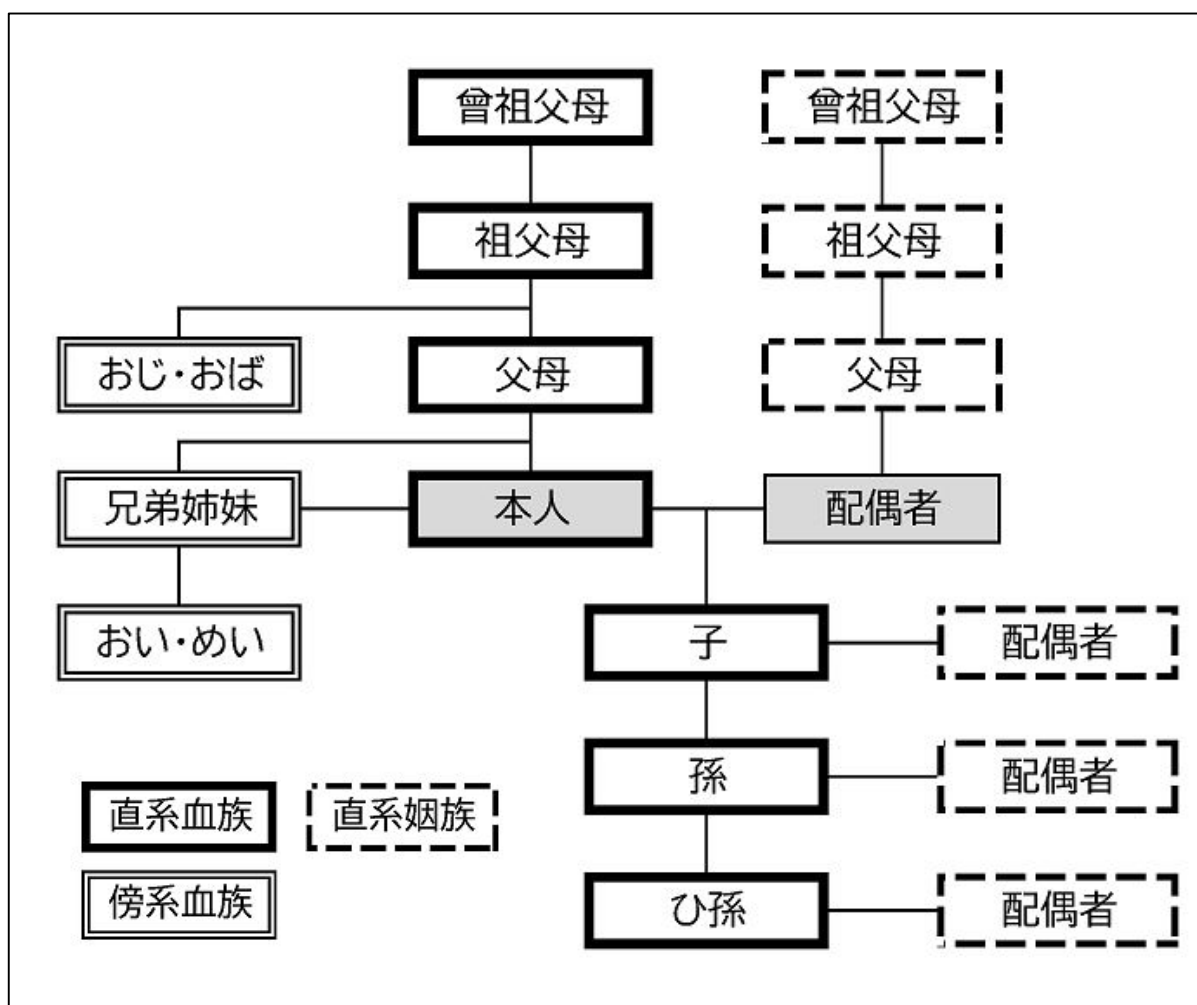 曾祖父母
曾祖父母
祖父母
祖父母
おじ・おば
父母
父母
兄弟姉妹
本人
配偶者
おい・めい
子
配偶者
孫
配偶者
直系血族
直系姻族
傍系血族
ひ孫
配偶者